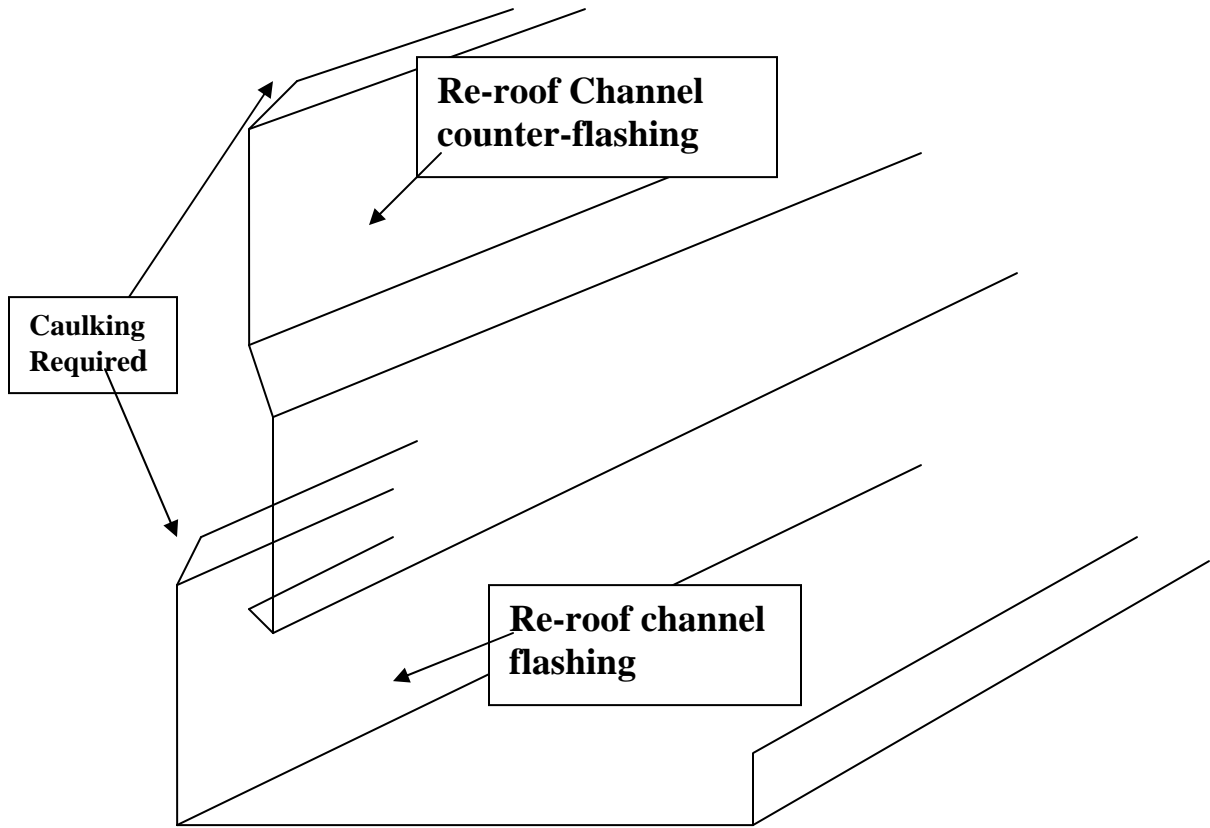 Re-roof Channel
counter-flashing
Caulking
Required
Re-roof channel
flashing